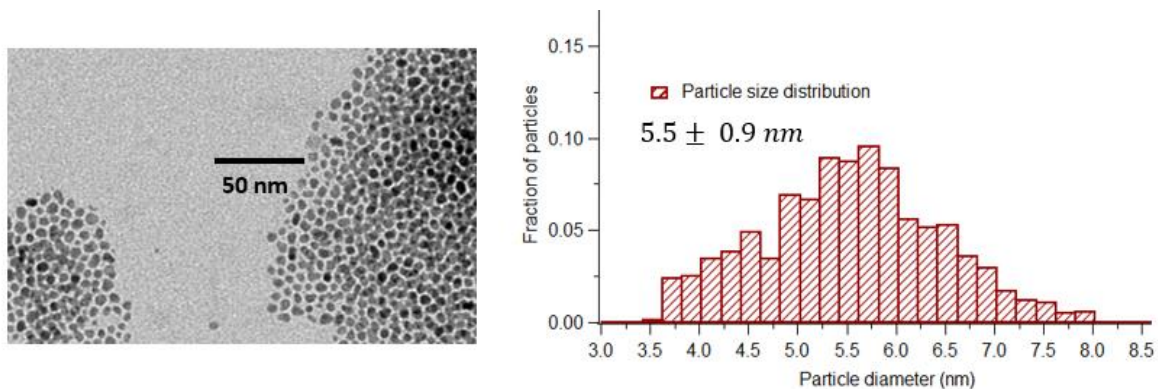 50 nm
0.15
0.10
0.05
0.00
Fraction of particles
Particle size distribution
5.5 ± 0.9 nm
3.0 3.5 4.0 4.5 5.0 5.5 6.0 6.5 7.0 7.5 8.0 8.5
Particle diameter (nm)